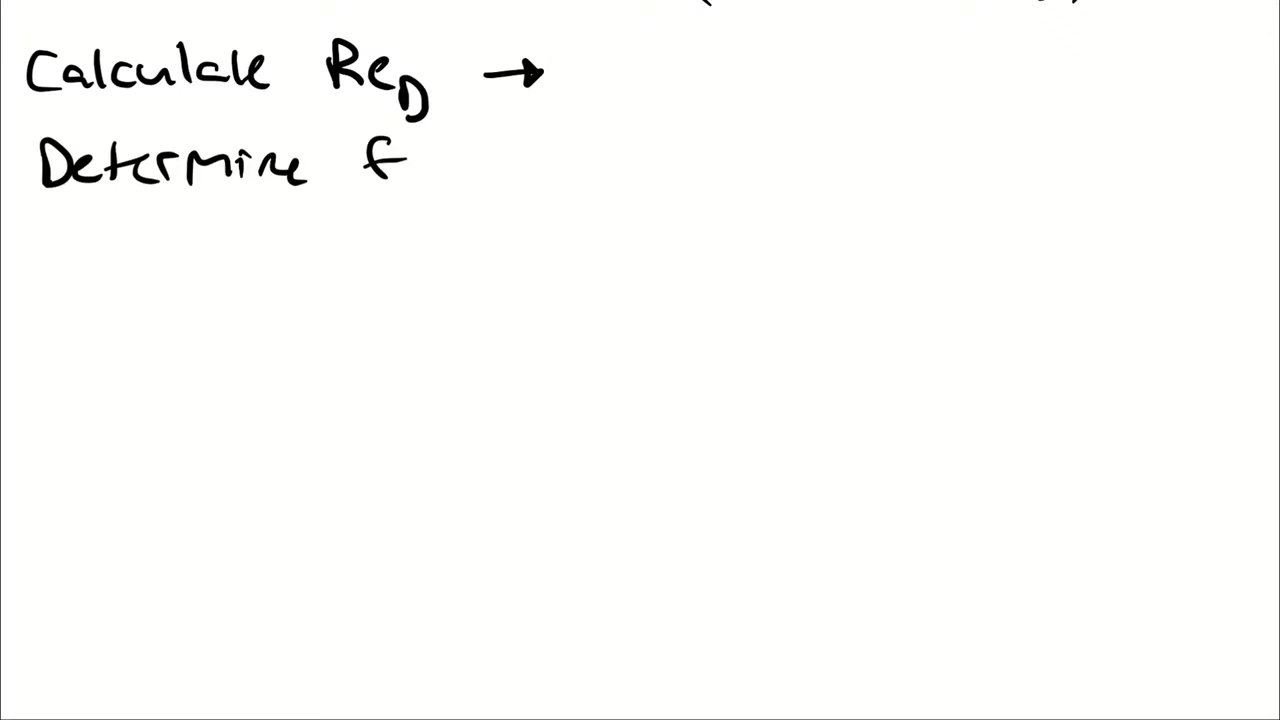 Calculate Re_D →
Determine f